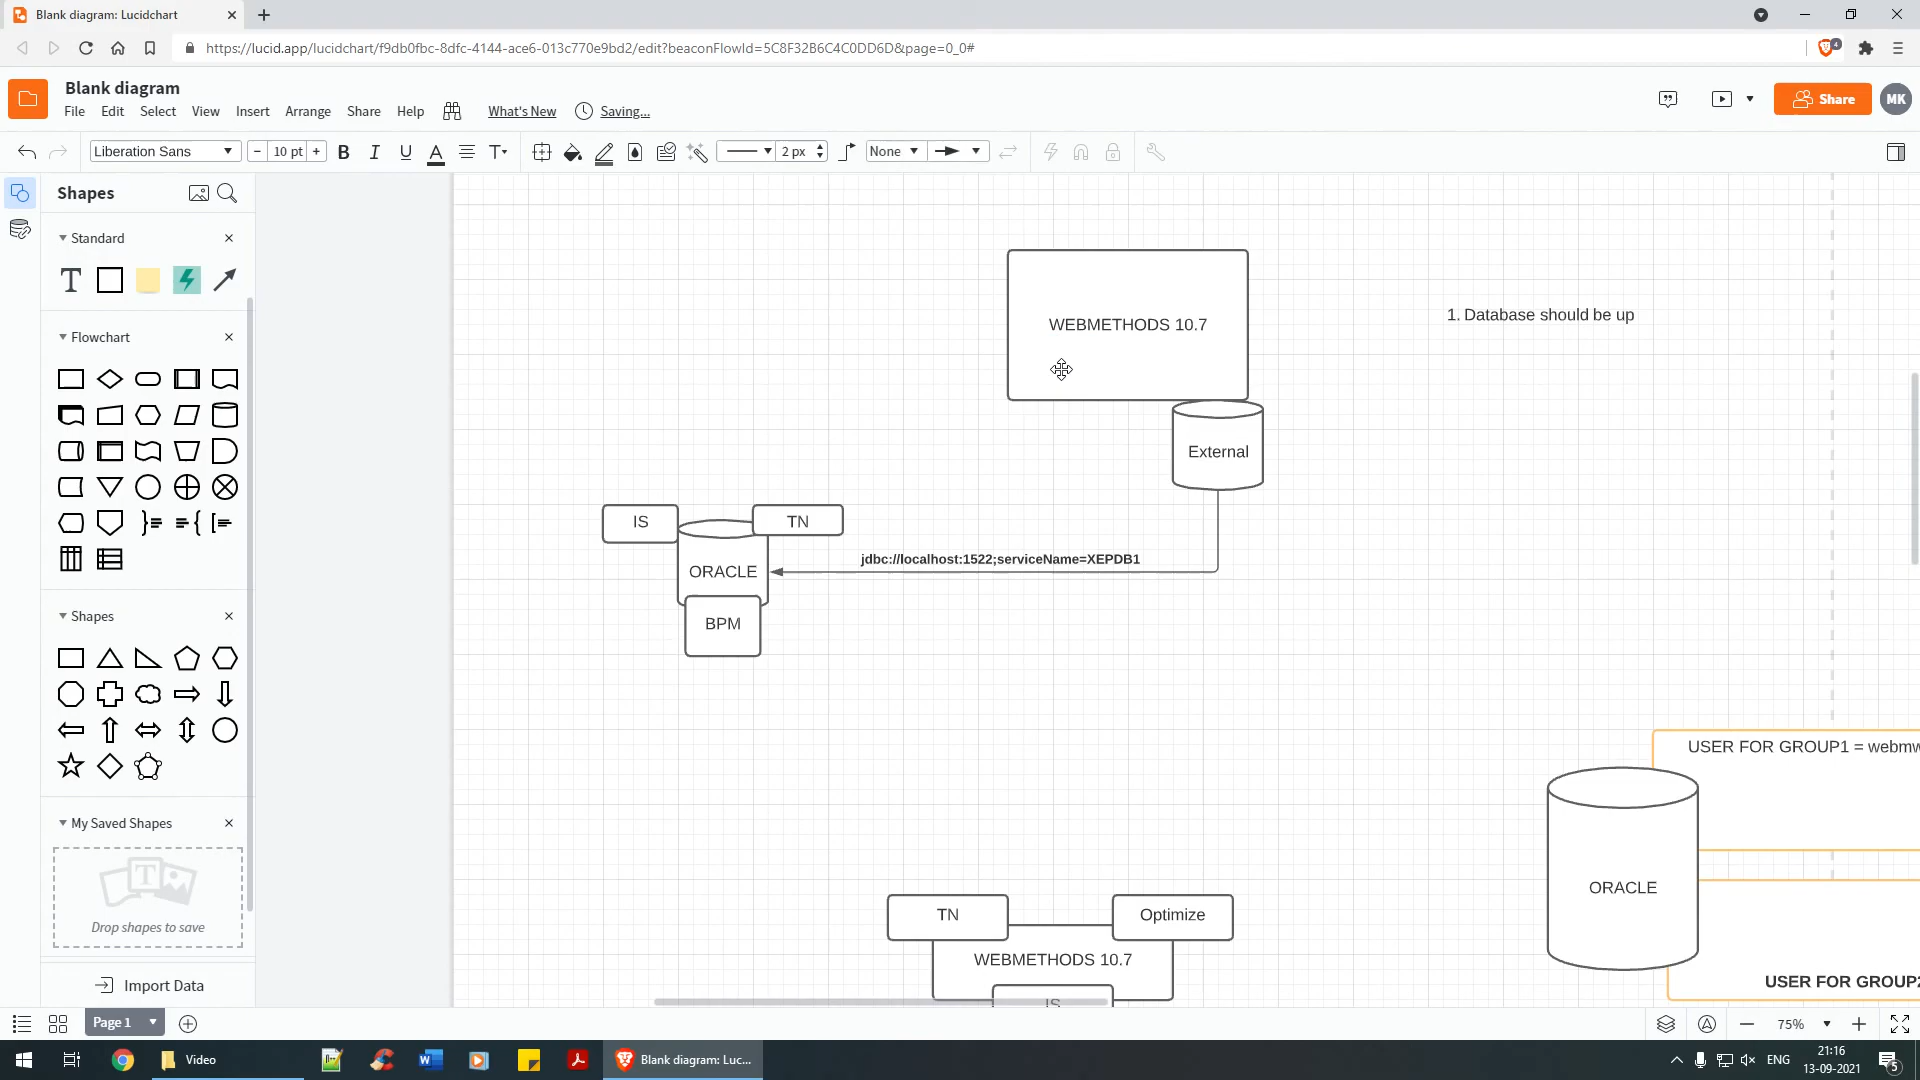 Blank diagram: Lucidchart
https://lucid.app/lucidchart/f9db0fbc-8dfc-4144-ace6-013c770e9bd2/edit?beaconFlowId=5C8F32B6C4C0DD6D&page=0_0#
4
Blank diagram
File Edit Select View Insert Arrange Share Help What's New Saving...
Share
MK
Liberation Sans
- 10 pt +
B I U A T
2 px
None
Shapes
Standard
T
Flowchart
Shapes
My Saved Shapes
T
Drop shapes to save
Import Data
WEBMETHODS 10.7
1. Database should be up
External
IS
TN
jdbc://localhost:1522;serviceName=XEPDB1
ORACLE
BPM
USER FOR GROUP1 = webmw
ORACLE
TN
Optimize
WEBMETHODS 10.7
IS
USER FOR GROUP2
Page 1
75%
Video
Blank diagram: Luc...
ENG
21:16
13-09-2021
5